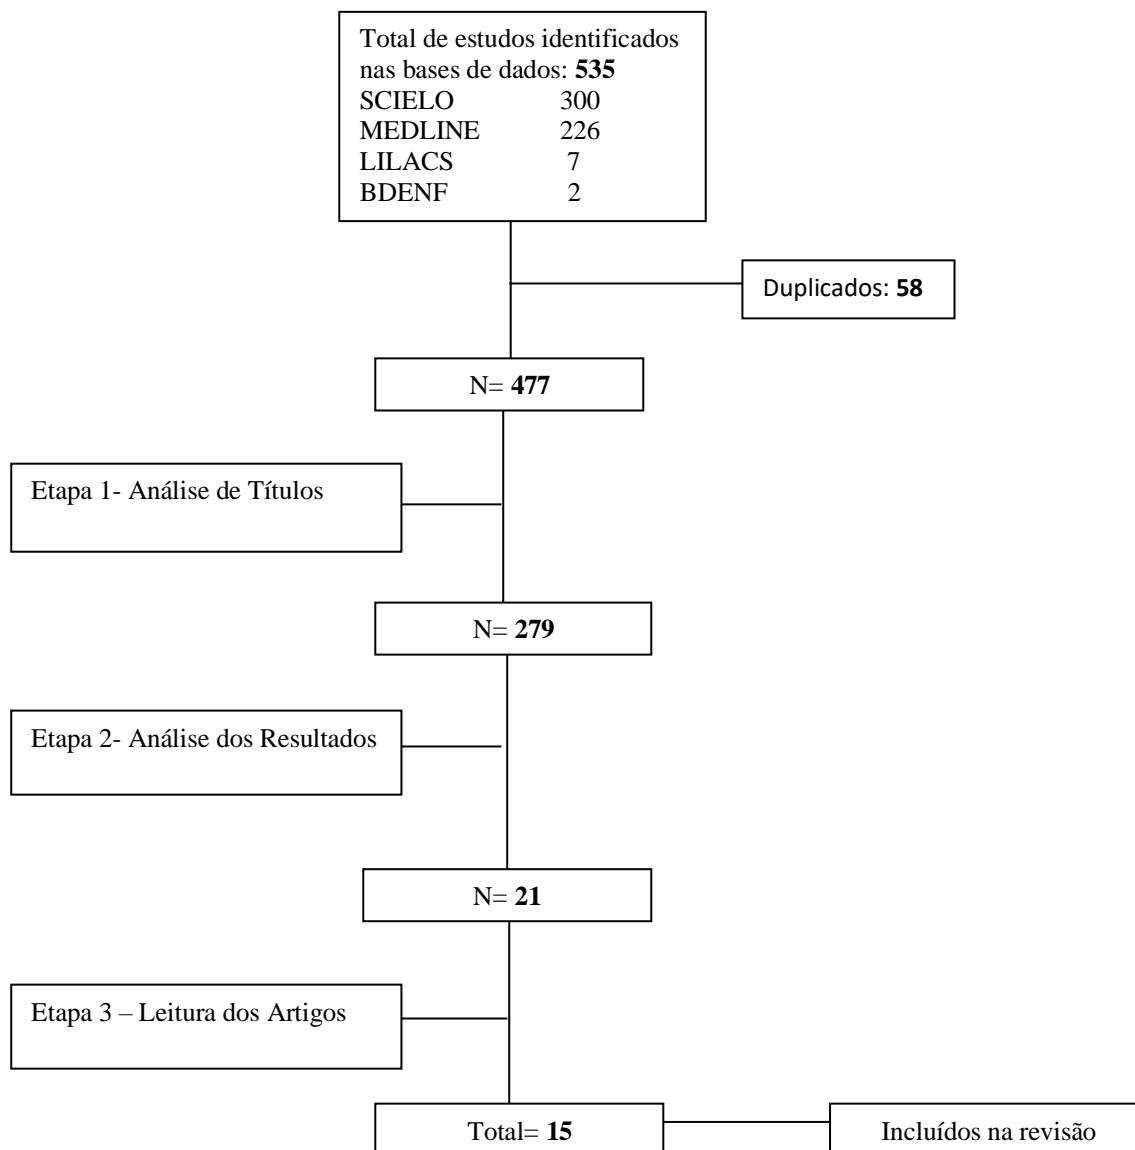 Total de estudos identificados
nas bases de dados: 535
SCIELO 300
MEDLINE 226
LILACS 7
BDENF 2
Duplicados: 58
N= 477
Etapa 1- Análise de Títulos
N= 279
Etapa 2- Análise dos Resultados
N= 21
Etapa 3 – Leitura dos Artigos
Total= 15
Incluídos na revisão